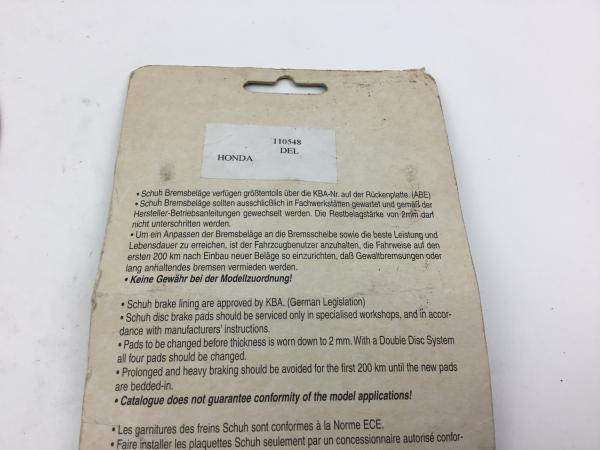 110548
DEL
HONDA
• Schuh Bremsbeläge verfügen größtenteils über die KBA-Nr. auf der Rückenplatte. (ABE)
• Schuh Bremsbeläge sollten ausschließlich in Fachwerkstätten gewartet und gemäß der
Hersteller-Betriebsanleitungen gewechselt werden. Die Restbelagstärke von 2mm darf
nicht unterschritten werden.
• Um ein Anpassen der Bremsbeläge an die Bremsscheibe sowie die beste Leistung und
Lebensdauer zu erreichen, ist der Fahrzeugbenutzer anzuhalten, die Fahrweise auf den
ersten 200 km nach Einbau neuer Beläge so einzurichten, daß Gewaltbremsungen oder
lang anhaltendes bremsen vermieden werden.
• Keine Gewähr bei der Modellzuordnung!
• Schuh brake lining are approved by KBA. (German Legislation)
• Schuh disc brake pads should be serviced only in specialised workshops, and in accor-
dance with manufacturers' instructions.
• Pads to be changed before thickness is worn down to 2 mm. With a Double Disc System
all four pads should be changed.
• Prolonged and heavy braking should be avoided for the first 200 km until the new pads
are bedded-in.
• Catalogue does not guarantee conformity of the model applications!
• Les garnitures des freins Schuh sont conformes à la Norme ECE.
• Faire installer les plaquettes Schuh seulement par un concessionaire autorisé confor-